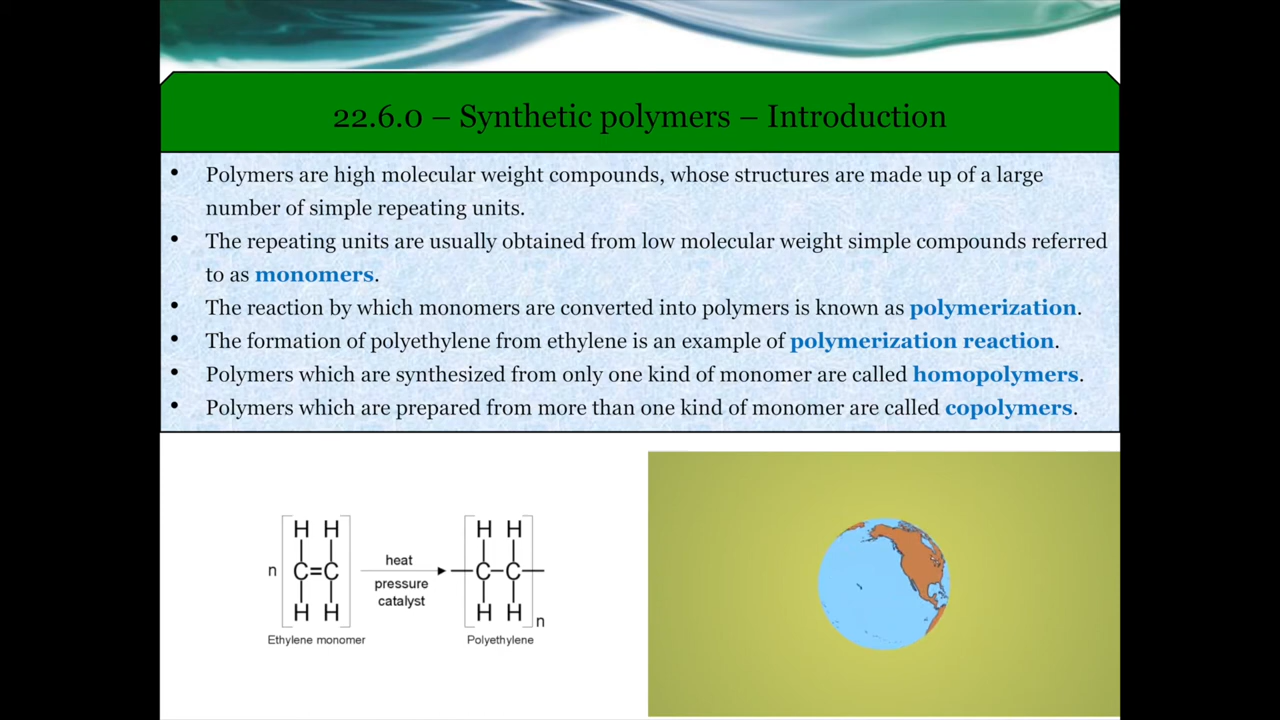 22.6.0 – Synthetic polymers – Introduction
• Polymers are high molecular weight compounds, whose structures are made up of a large
number of simple repeating units.
• The repeating units are usually obtained from low molecular weight simple compounds referred
to as monomers.
• The reaction by which monomers are converted into polymers is known as polymerization.
• The formation of polyethylene from ethylene is an example of polymerization reaction.
• Polymers which are synthesized from only one kind of monomer are called homopolymers.
• Polymers which are prepared from more than one kind of monomer are called copolymers.
H H H H
heat
n C=C C–C
pressure
catalyst
H H H H
n
Ethylene monomer Polyethylene